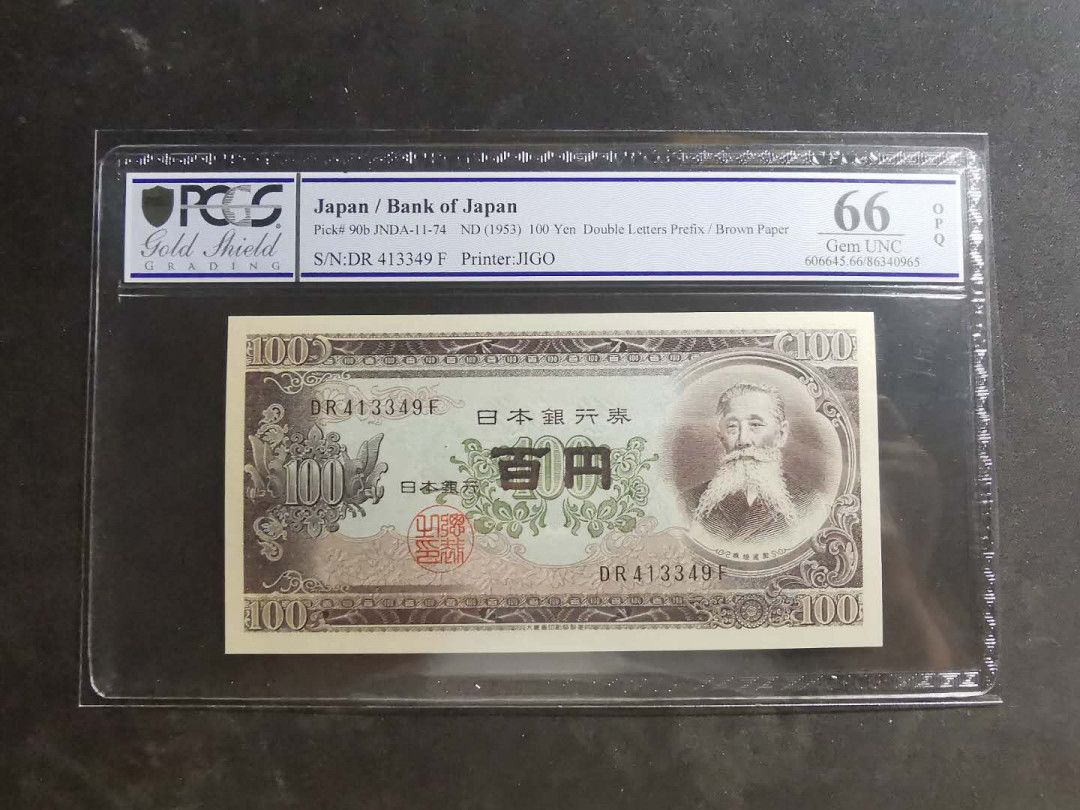 PCGS
Gold Shield
GRADING
Japan / Bank of Japan
Pick# 90b JNDA-11-74 ND (1953) 100 Yen Double Letters Prefix / Brown Paper
S/N:DR 413349 F Printer:JIGO
66
Gem UNC
606645.66/86340965
OPQ
100
100
DR413349F
日本銀行券
100
百円
100
日本銀行
DR413349F
100
100